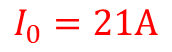 I₀ = 21A